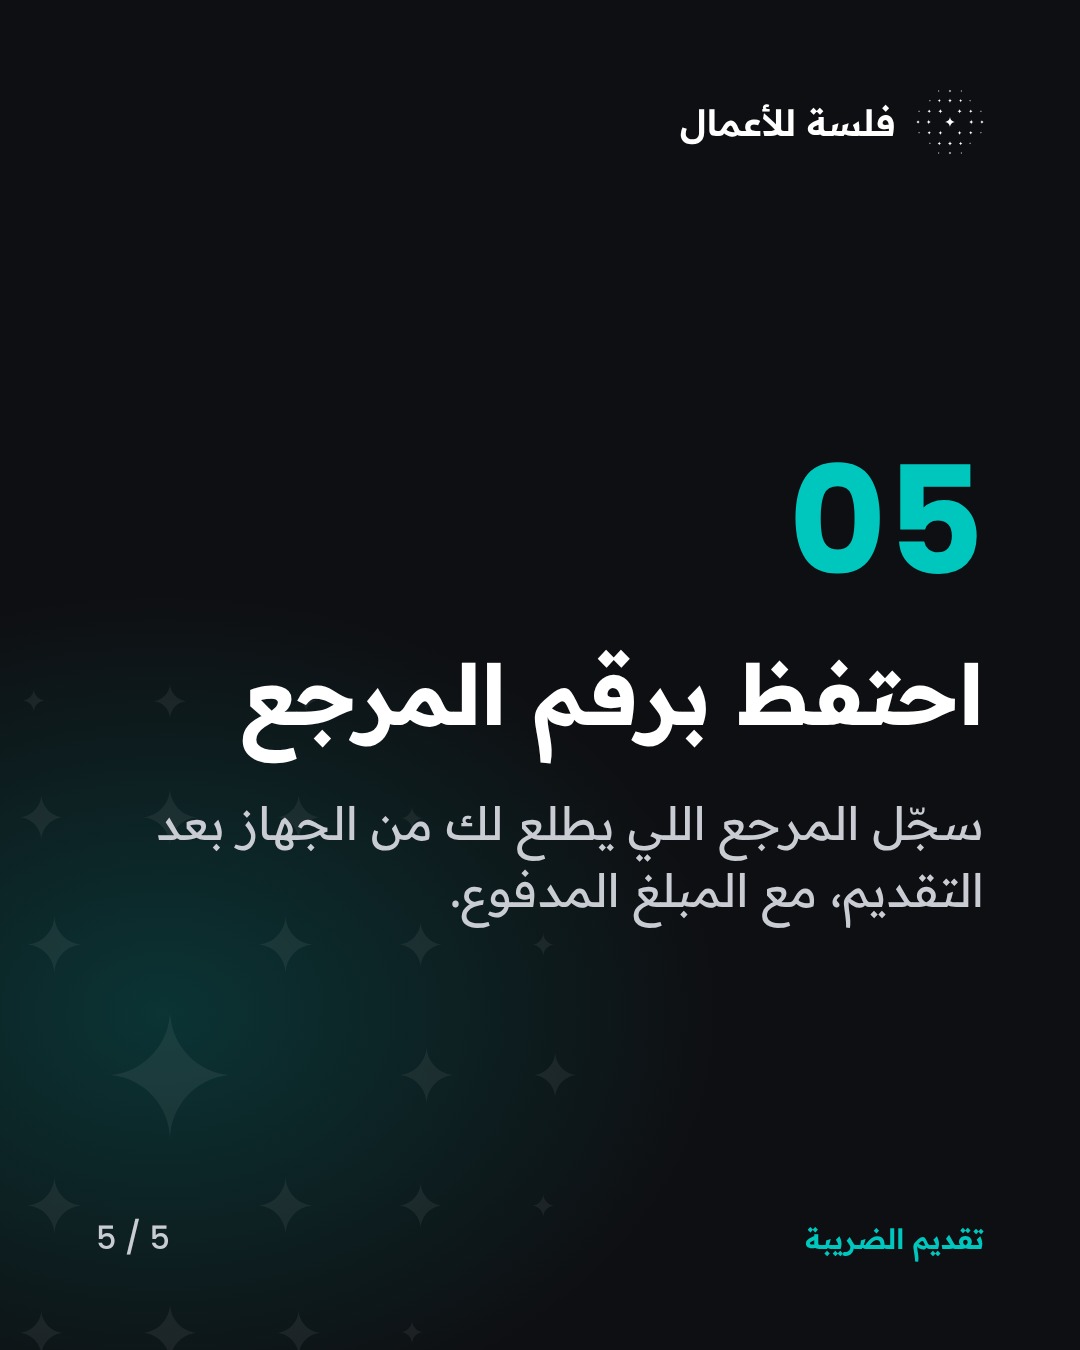 فلسة للأعمال
05
احتفظ برقم المرجع
سجّل المرجع اللي يطلع لك من الجهاز بعد
التقديم، مع المبلغ المدفوع.
تقديم الضريبة
5 / 5